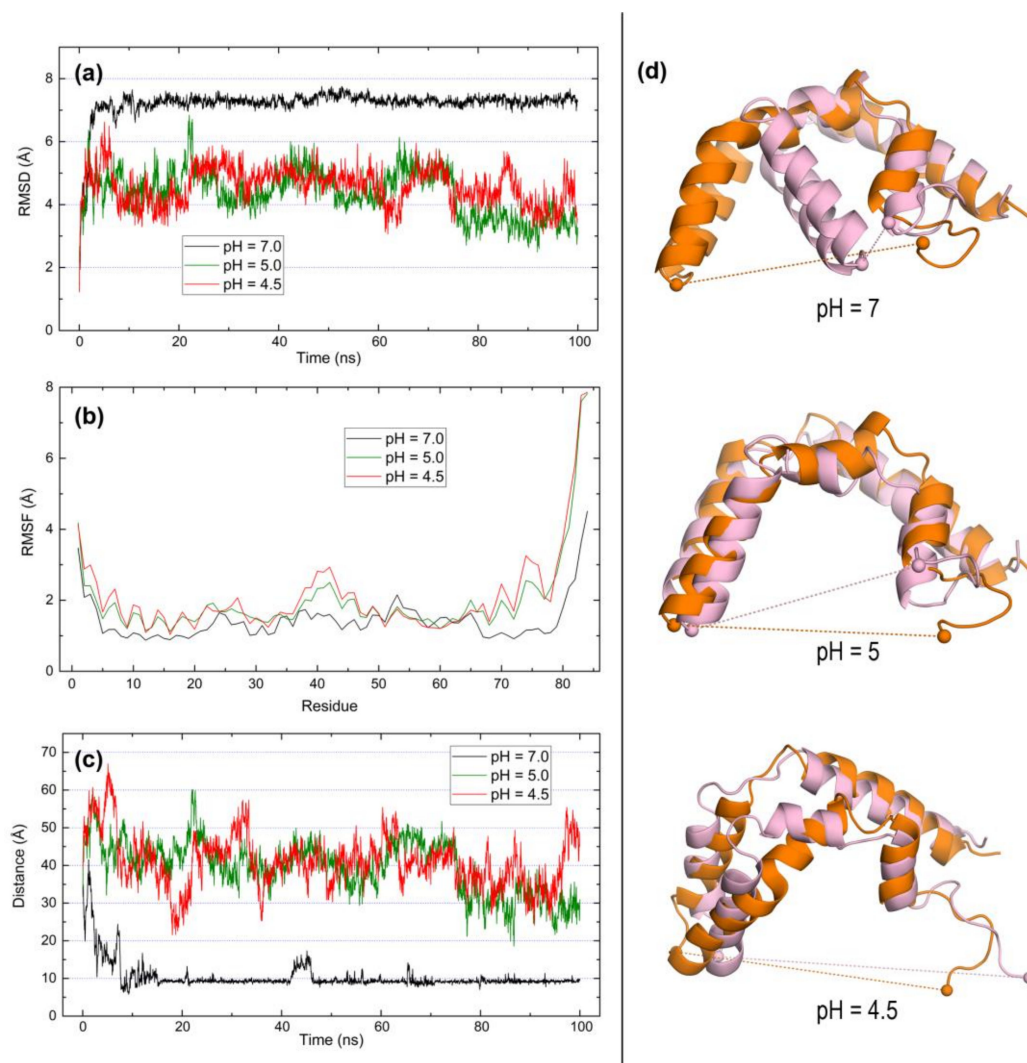 (a)
8
6
4
2
0
RMSD (Å)
pH = 7.0
pH = 5.0
pH = 4.5
0 20 40 60 80 100
Time (ns)
(b)
8
6
4
2
0
RMSF (Å)
pH = 7.0
pH = 5.0
pH = 4.5
0 10 20 30 40 50 60 70 80
Residue
(c)
70
60
50
40
30
20
10
0
Distance (Å)
pH = 7.0
pH = 5.0
pH = 4.5
0 20 40 60 80 100
Time (ns)
(d)
pH = 7
pH = 5
pH = 4.5